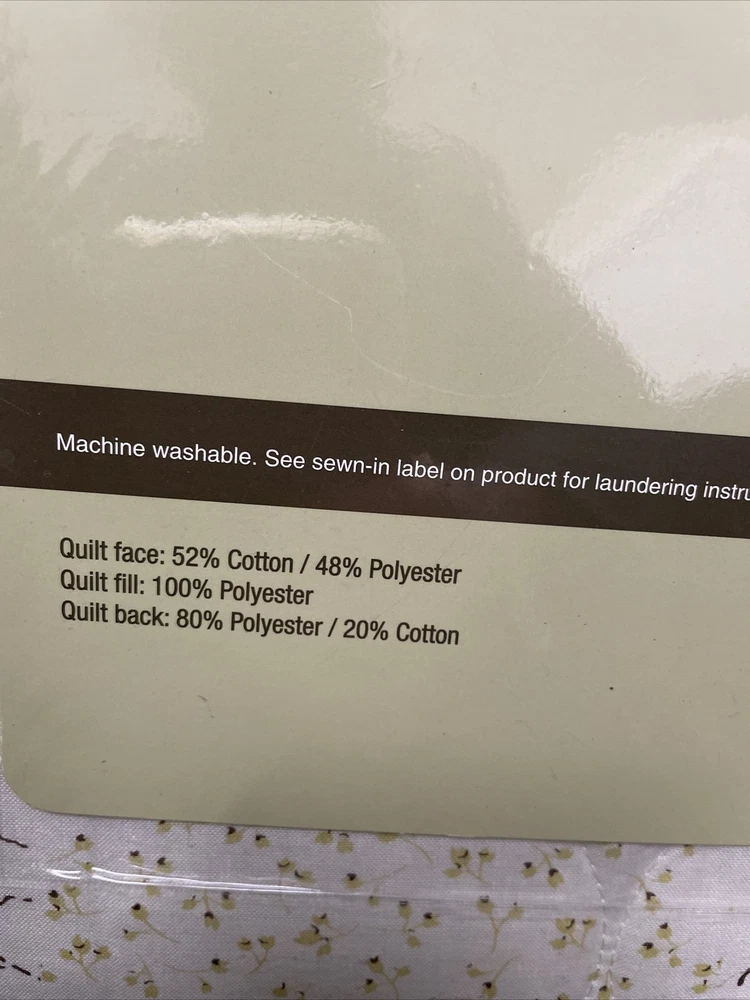 Machine washable. See sewn-in label on product for laundering
Quilt face: 52% Cotton / 48% Polyester
Quilt fill: 100% Polyester
Quilt back: 80% Polyester / 20% Cotton